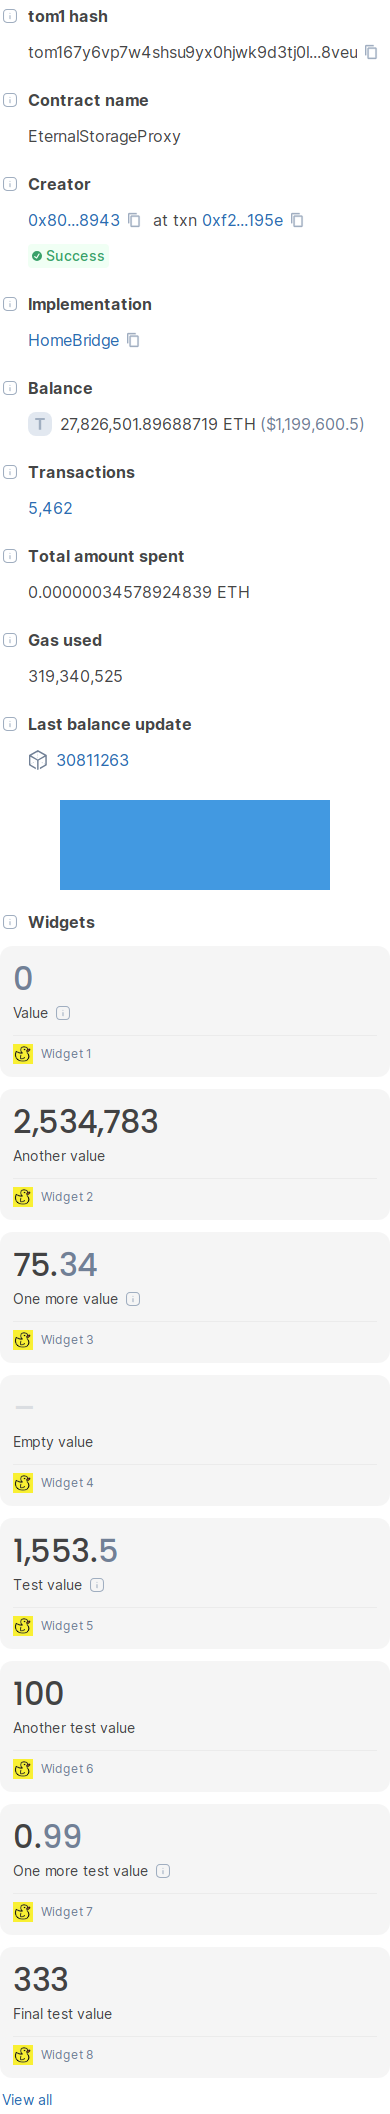 tom1 hash
tom167y6vp7w4shsu9yx0hjwk9d3tj0l...8veu
Contract name
EternalStorageProxy
Creator
0x80...8943 at txn 0xf2...195e
Success
Implementation
HomeBridge
Balance
T 27,826,501.89688719 ETH ($1,199,600.5)
Transactions
5,462
Total amount spent
0.00000034578924839 ETH
Gas used
319,340,525
Last balance update
30811263
Widgets
0
Value
Widget 1
2,534,783
Another value
Widget 2
75.34
One more value
Widget 3
—
Empty value
Widget 4
1,553.5
Test value
Widget 5
100
Another test value
Widget 6
0.99
One more test value
Widget 7
333
Final test value
Widget 8
View all